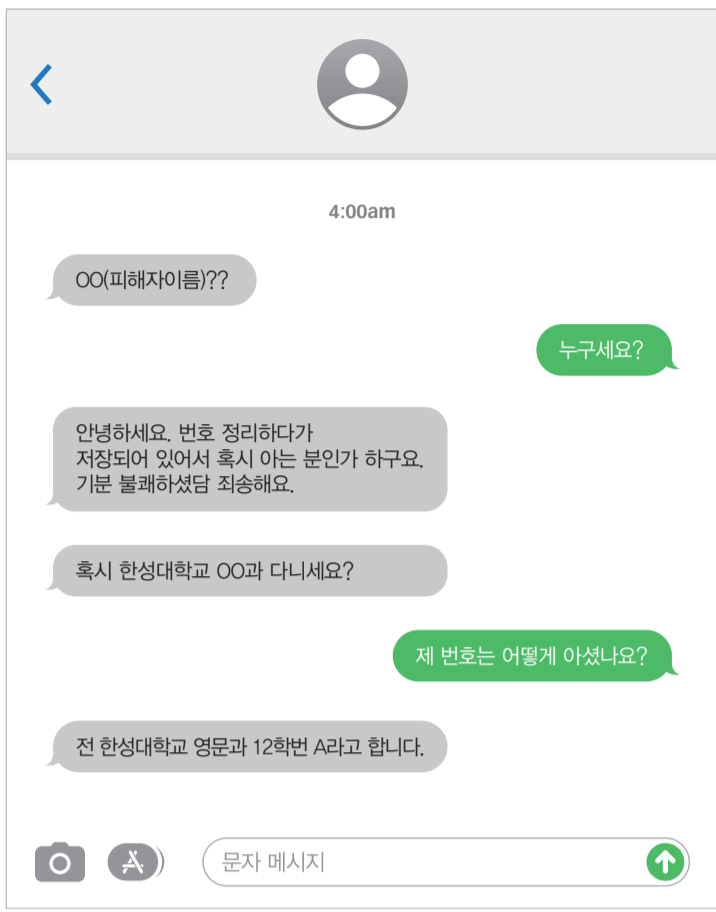 4:00am
OO(피해자이름)??
누구세요?
안녕하세요. 번호 정리하다가
저장되어 있어서 혹시 아는 분인가 하구요.
기분 불쾌하셨담 죄송해요.
혹시 한성대학교 OO과 다니세요?
제 번호는 어떻게 아셨나요?
전 한성대학교 영문과 12학번 A라고 합니다.
문자 메시지